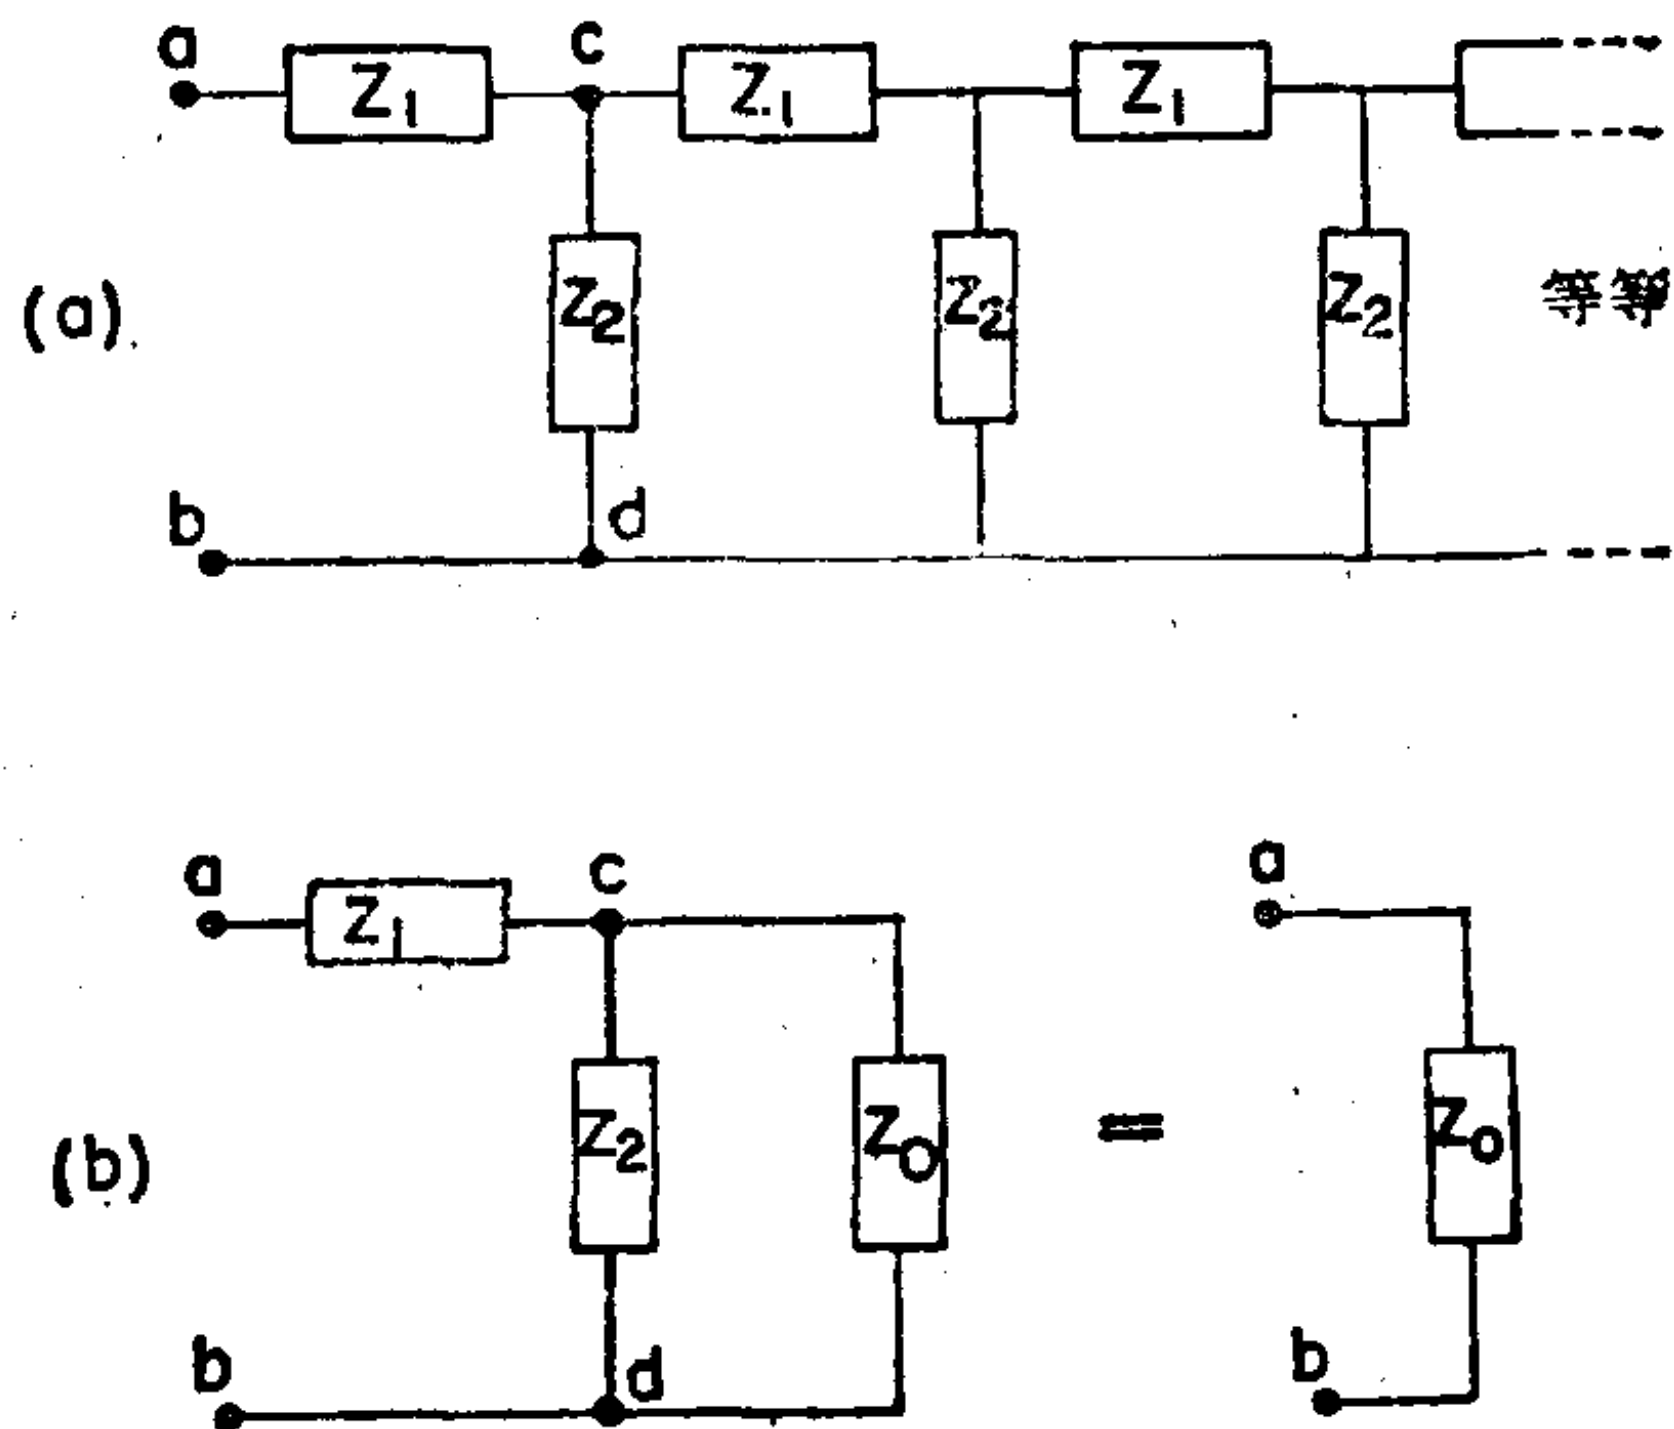 a c
Z1 Z1 Z1
(a) Z2 Z2 Z2 等等
b d
a c a
Z1
(b) Z2 Z0 = Z0
b d b